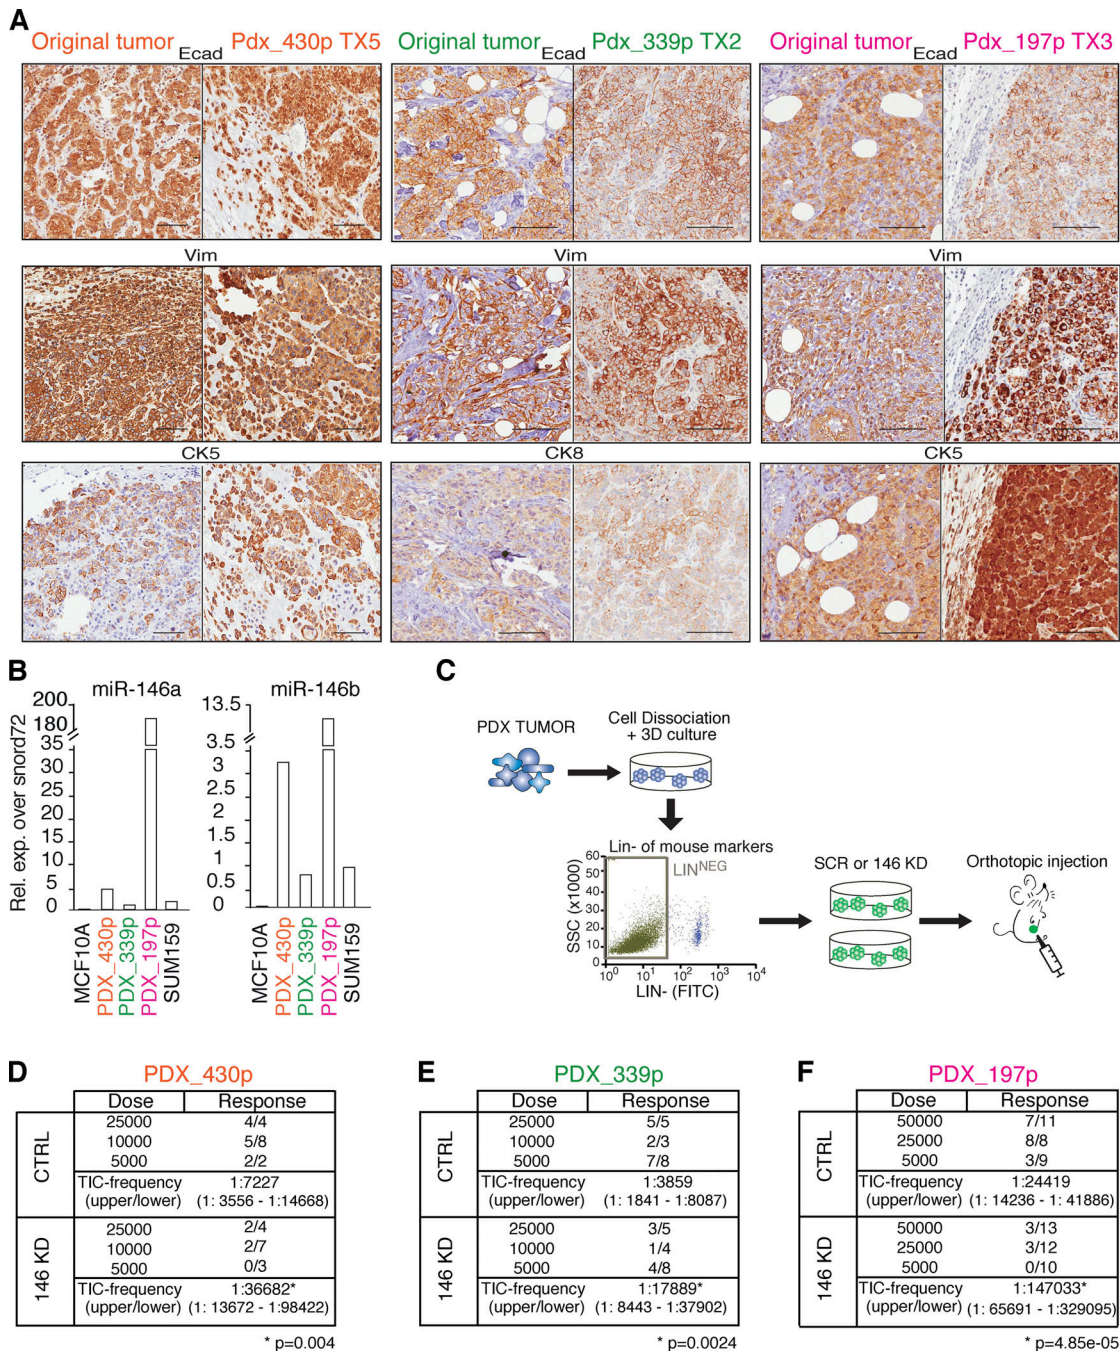 A
Original tumor
Pdx_430p TX5
Original tumor
Pdx_339p TX2
Original tumor
Pdx_197p TX3
Ecad
Ecad
Ecad
Vim
Vim
Vim
CK5
CK8
CK5
B
miR-146a
miR-146b
Rel. exp. over snord72
200
180
35
30
25
20
15
10
5
0
13.5
3.5
3
2.5
2
1.5
1
0.5
0
MCF10A
PDX_430p
PDX_339p
PDX_197p
SUM159
MCF10A
PDX_430p
PDX_339p
PDX_197p
SUM159
C
PDX TUMOR
Cell Dissociation
+ 3D culture
Lin- of mouse markers
LINNEG
SSC (x1000)
60
50
40
30
20
10
10^0
10^1
10^2
10^3
10^4
LIN- (FITC)
SCR or 146 KD
Orthotopic injection
D
PDX_430p
Dose Response
CTRL
25000 4/4
10000 5/8
5000 2/2
TIC-frequency 1:7227
(upper/lower) (1: 3556 - 1:14668)
146 KD
25000 2/4
10000 2/7
5000 0/3
TIC-frequency 1:36682*
(upper/lower) (1: 13672 - 1:98422)
* p=0.004
E
PDX_339p
Dose Response
CTRL
25000 5/5
10000 2/3
5000 7/8
TIC-frequency 1:3859
(upper/lower) (1: 1841 - 1:8087)
146 KD
25000 3/5
10000 1/4
5000 4/8
TIC-frequency 1:17889*
(upper/lower) (1: 8443 - 1:37902)
* p=0.0024
F
PDX_197p
Dose Response
CTRL
50000 7/11
25000 8/8
5000 3/9
TIC-frequency 1:24419
(upper/lower) (1: 14236 - 1: 41886)
146 KD
50000 3/13
25000 3/12
5000 0/10
TIC-frequency 1:147033*
(upper/lower) (1: 65691 - 1:329095)
* p=4.85e-05